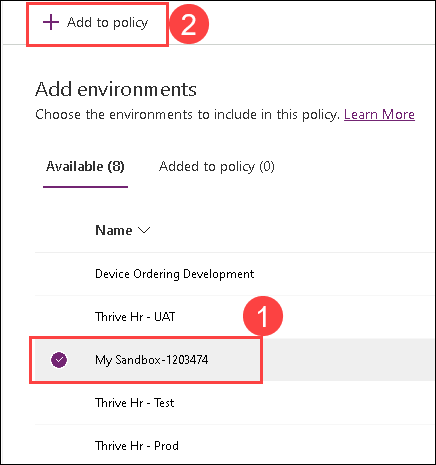 + Add to policy
2
Add environments
Choose the environments to include in this policy. Learn More
Available (8) Added to policy (0)
Name
Device Ordering Development
Thrive Hr - UAT
1
My Sandbox-1203474
Thrive Hr - Test
Thrive Hr - Prod